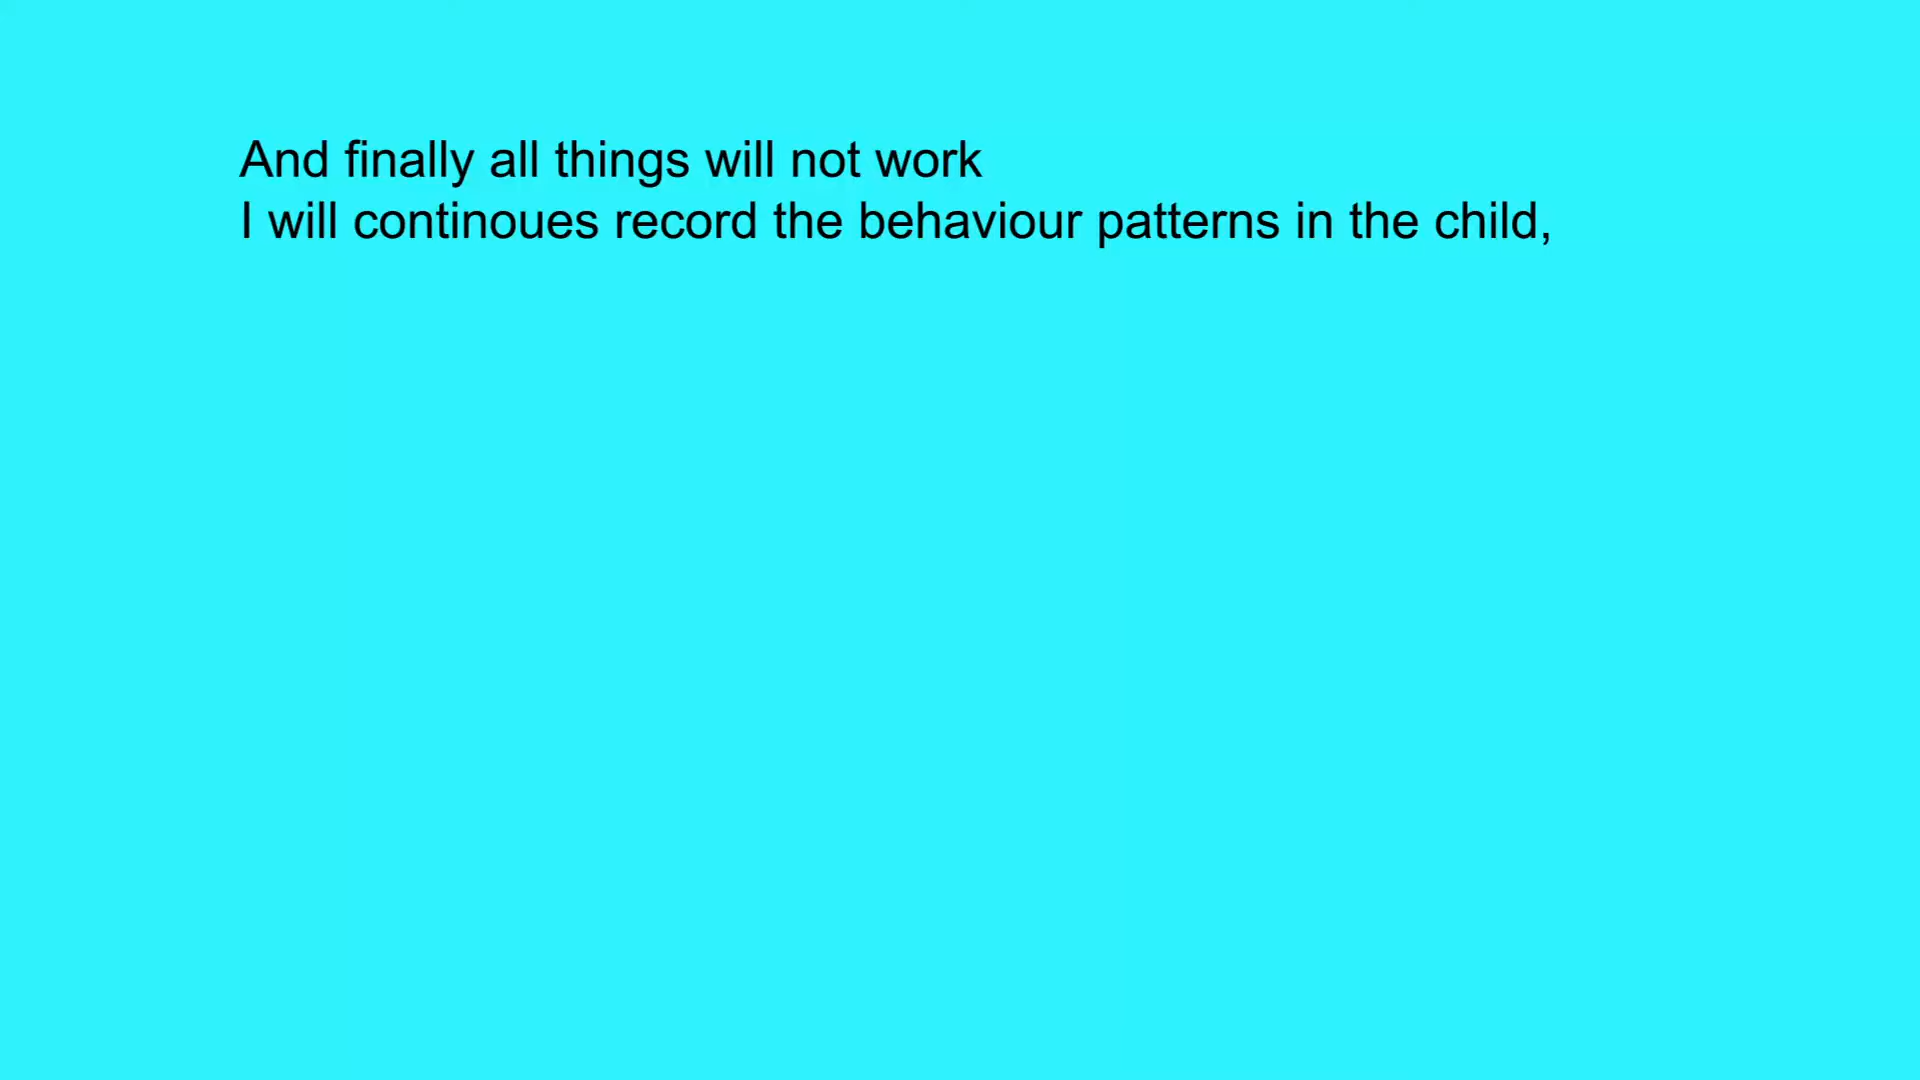 And finally all things will not work
I will continoues record the behaviour patterns in the child,